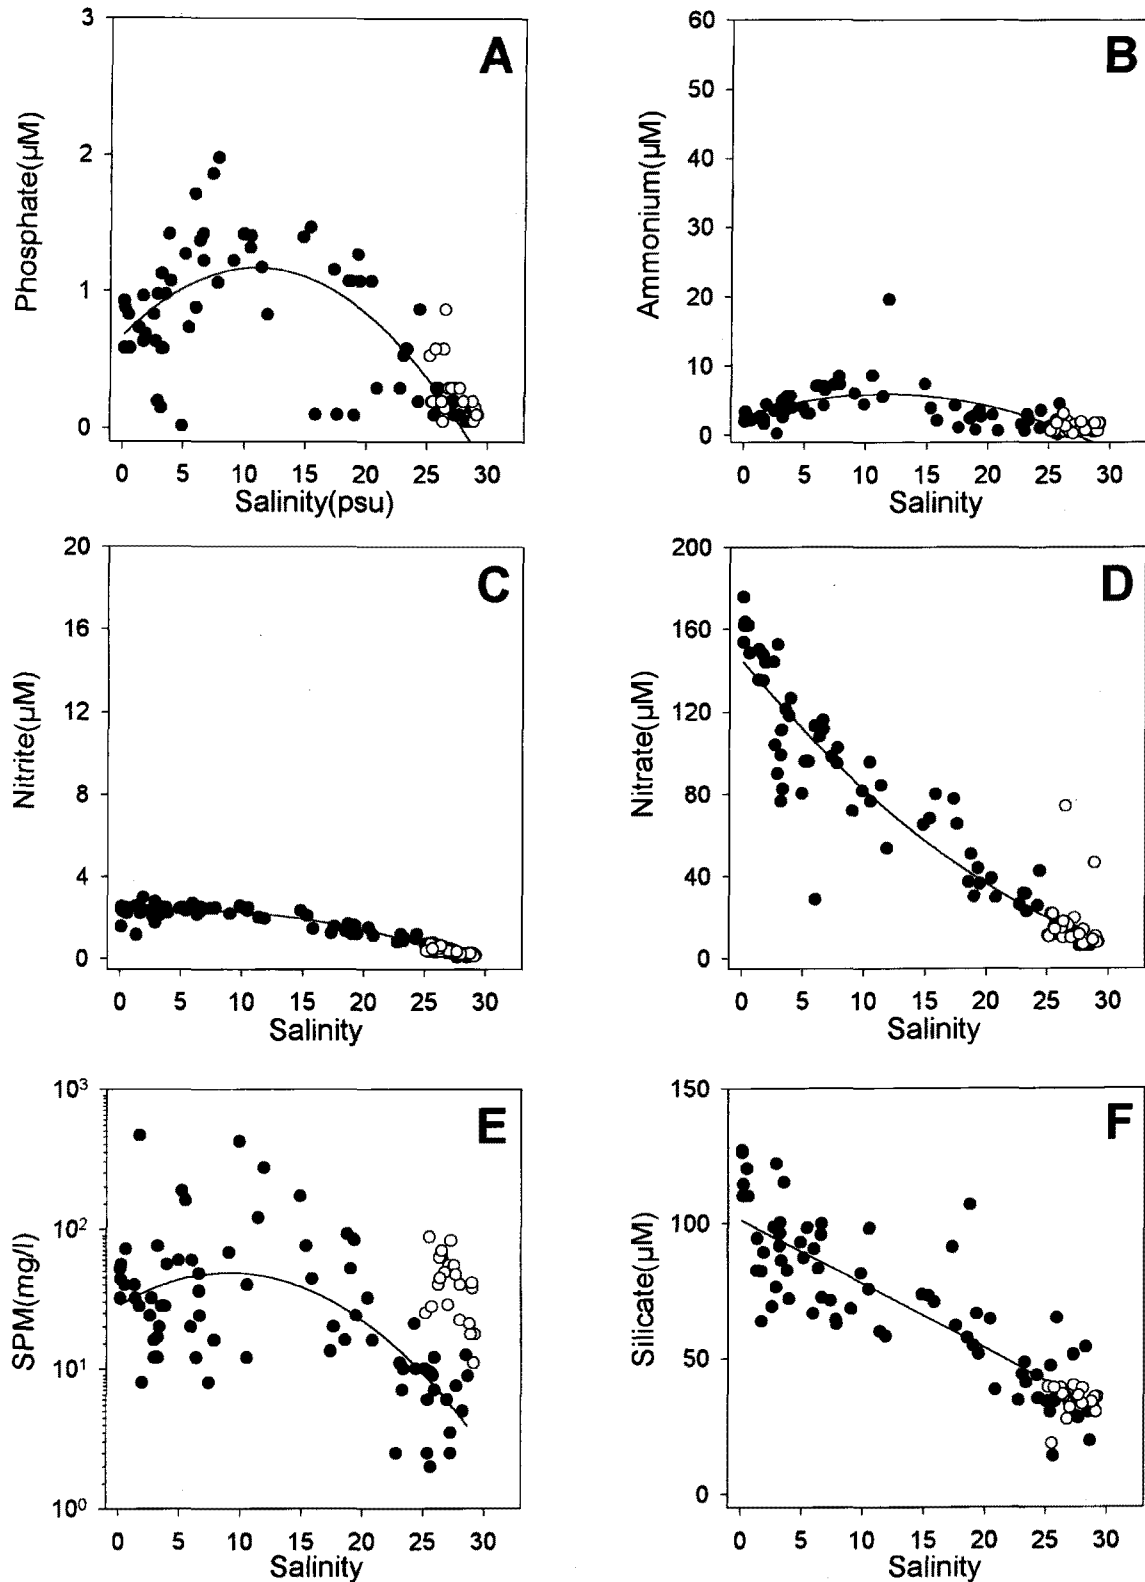 A
Phosphate(µM)
3
2
1
0
0 5 10 15 20 25 30
Salinity(psu)
B
Ammonium(µM)
60
50
40
30
20
10
0
0 5 10 15 20 25 30
Salinity
C
Nitrite(µM)
20
16
12
8
4
0
0 5 10 15 20 25 30
Salinity
D
Nitrate(µM)
200
160
120
80
40
0
0 5 10 15 20 25 30
Salinity
E
SPM(mg/l)
10³
10²
10¹
10⁰
0 5 10 15 20 25 30
Salinity
F
Silicate(µM)
150
100
50
0
0 5 10 15 20 25 30
Salinity